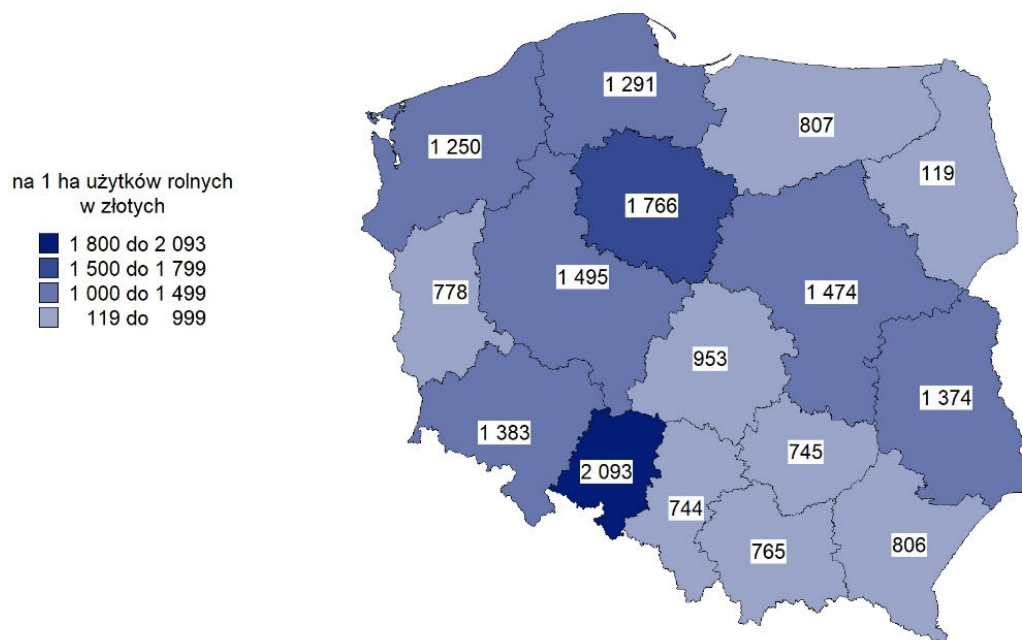 na 1 ha użytków rolnych
w złotych
1 800 do 2 093
1 500 do 1 799
1 000 do 1 499
119 do 999
1 291
807
1 250
119
1 766
1 495
778
1 474
953
1 374
1 383
745
2 093
744
806
765